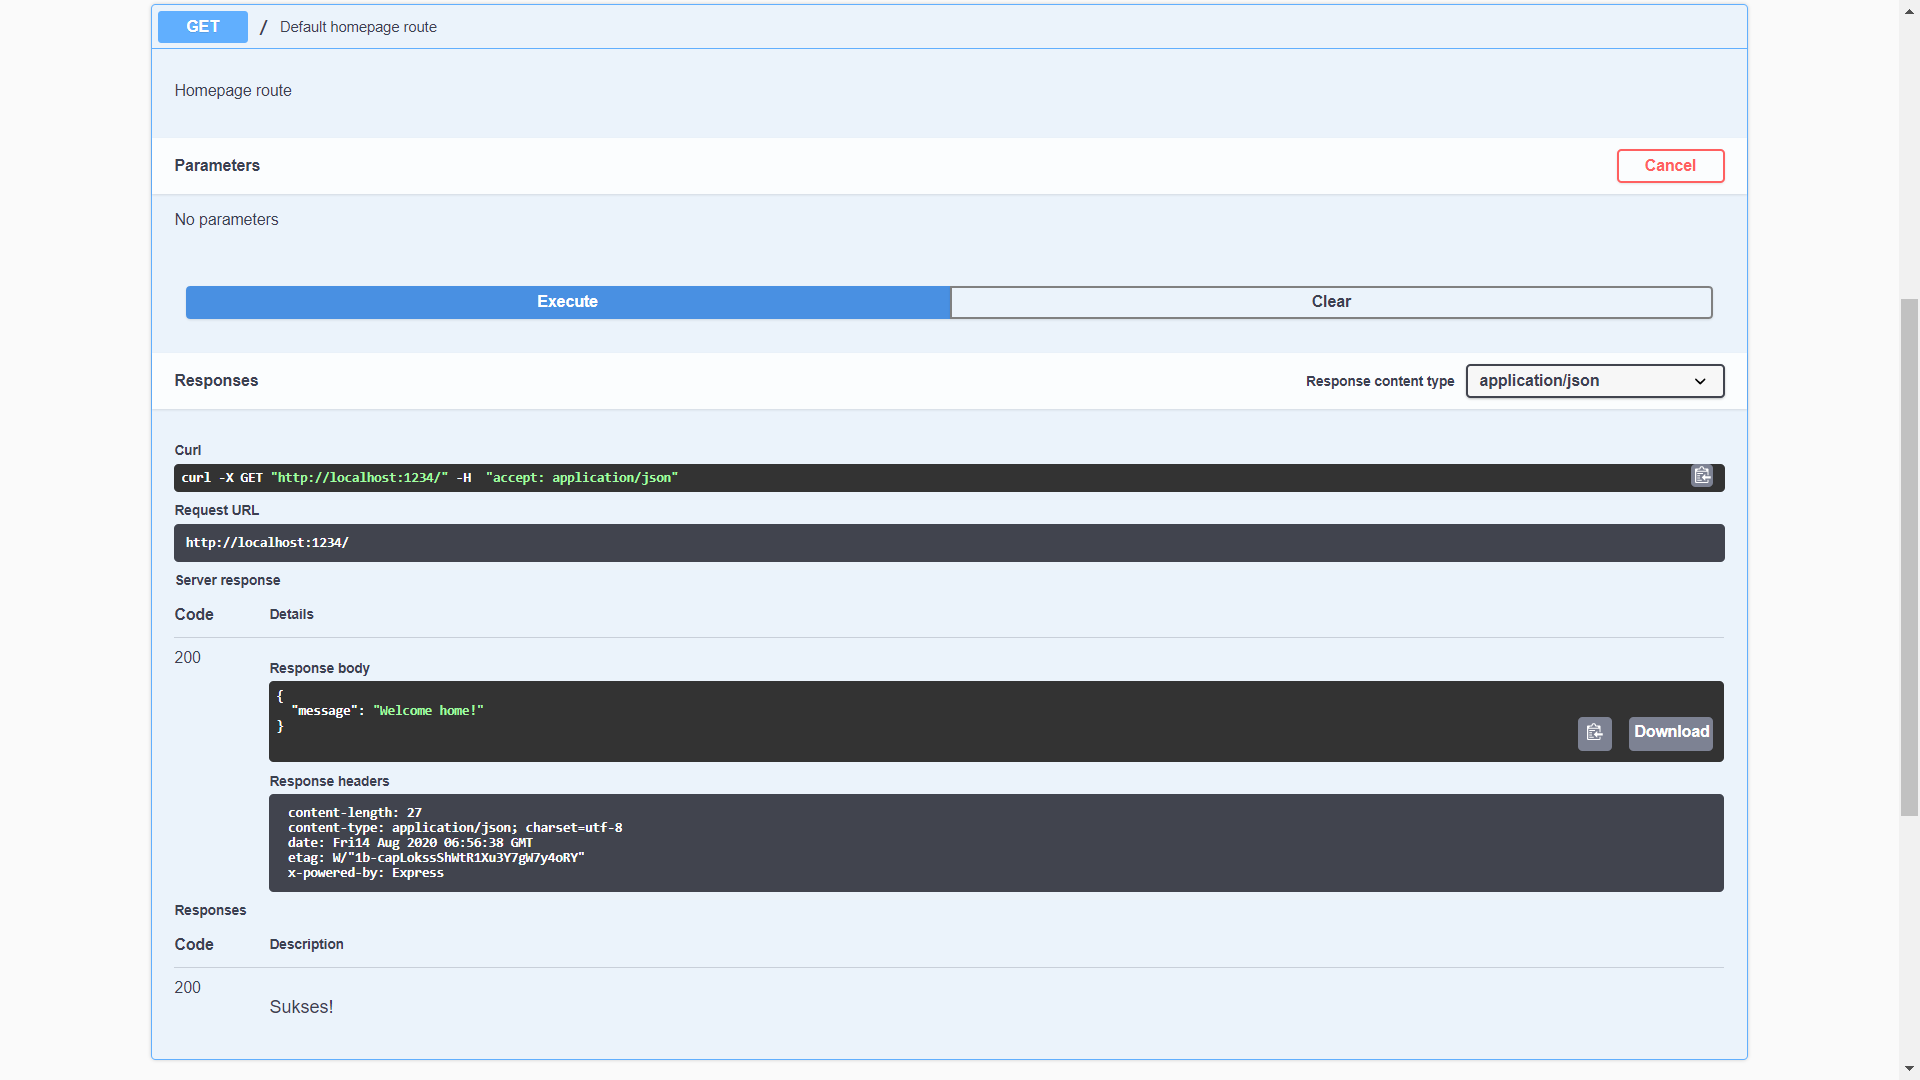 GET / Default homepage route
Homepage route
Parameters
Cancel
No parameters
Execute
Clear
Responses
Response content type
application/json
Curl
curl -X GET "http://localhost:1234/" -H  "accept: application/json"
Request URL
http://localhost:1234/
Server response
Code
Details
200
Response body
{
  "message": "Welcome home!"
}
Download
Response headers
content-length: 27
content-type: application/json; charset=utf-8
date: Fri14 Aug 2020 06:56:38 GMT
etag: W/"1b-capLokssShWtR1Xu3Y7gW7y4oRY"
x-powered-by: Express
Responses
Code
Description
200
Sukses!